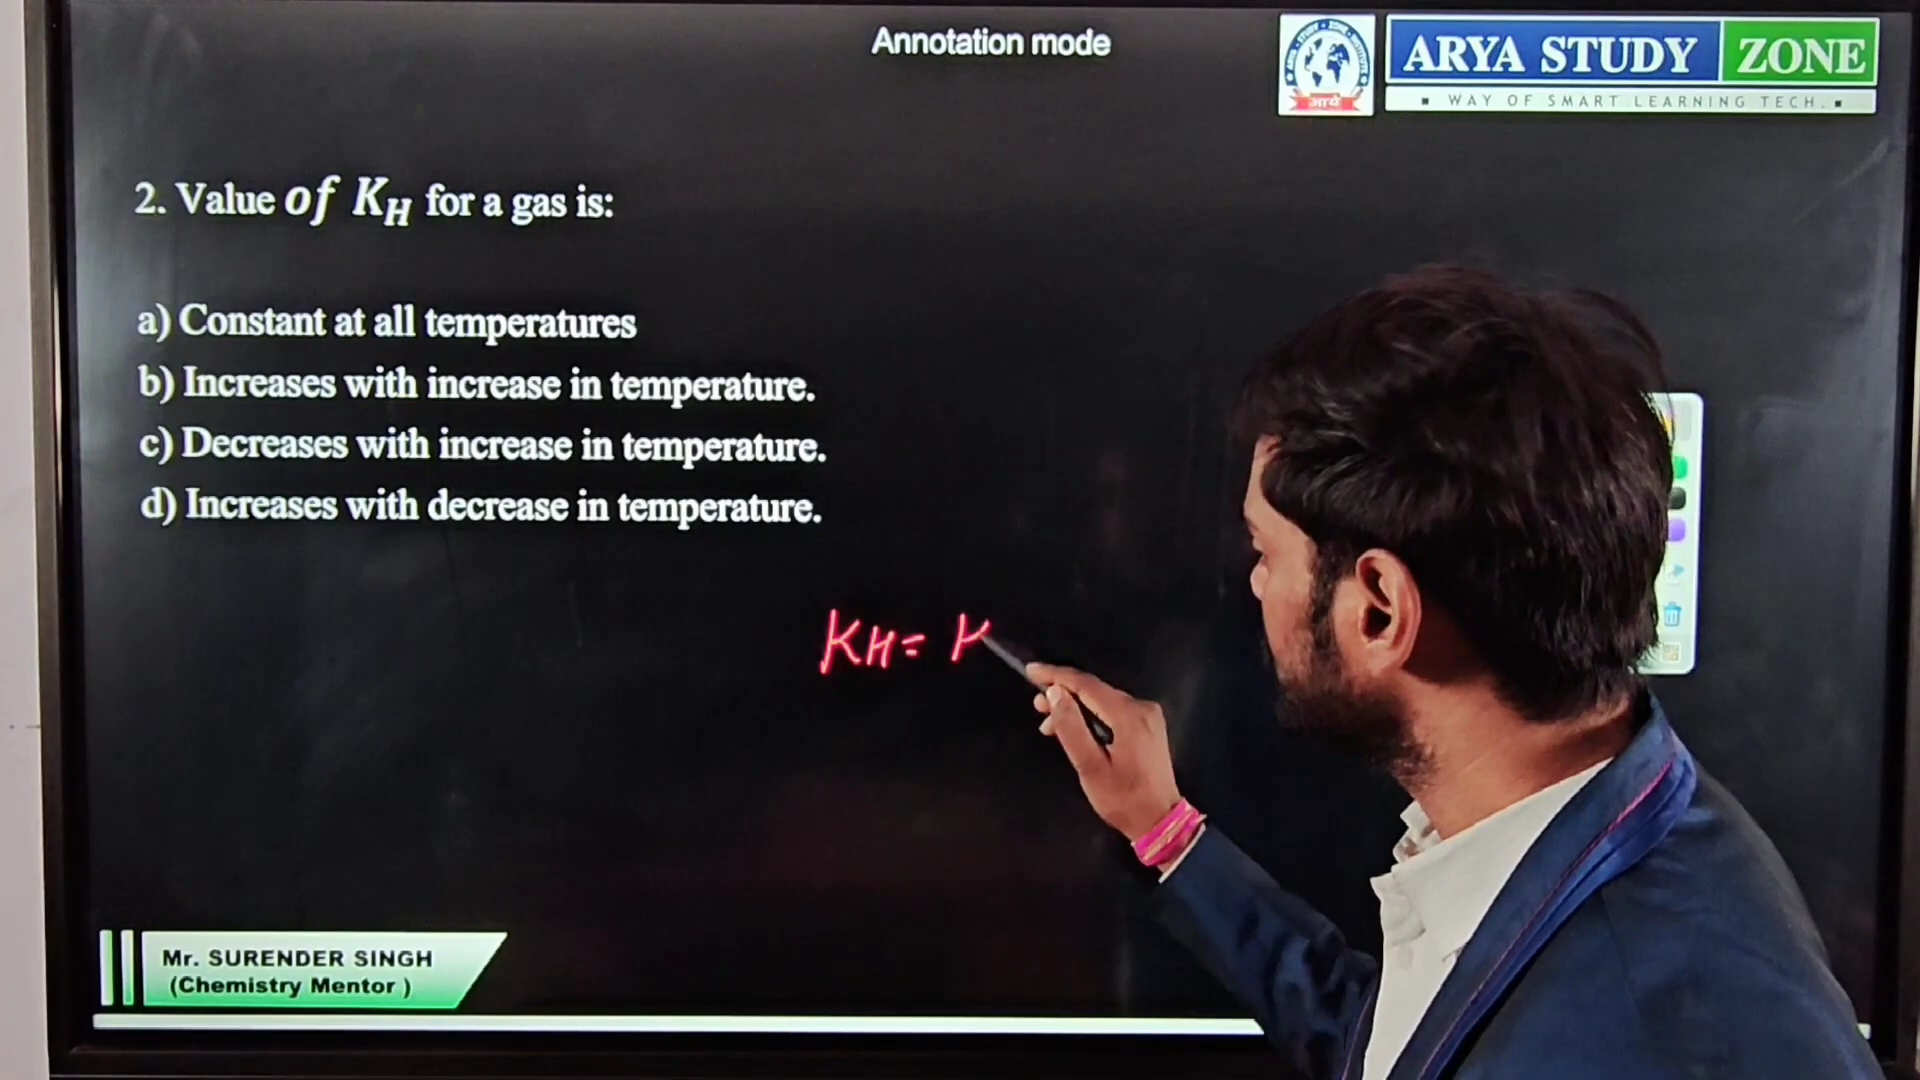 Annotation mode
ARYA STUDY ZONE
▪ WAY OF SMART LEARNING TECH. ▪
आर्य
2. Value of K_H for a gas is:
a) Constant at all temperatures
b) Increases with increase in temperature.
c) Decreases with increase in temperature.
d) Increases with decrease in temperature.
KH =
Mr. SURENDER SINGH
(Chemistry Mentor )